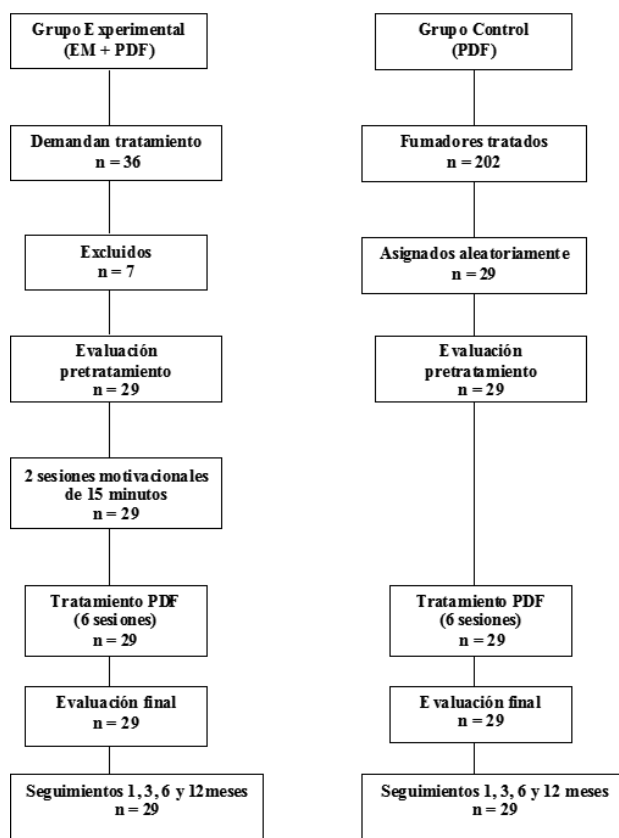 Grupo Experimental
(EM + PDF)
Demandan tratamiento
n = 36
Excluidos
n = 7
Evaluación
pretratamiento
n = 29
2 sesiones motivacionales
de 15 minutos
n = 29
Tratamiento PDF
(6 sesiones)
n = 29
Evaluación final
n = 29
Seguimientos 1, 3, 6 y 12 meses
n = 29
Grupo Control
(PDF)
Fumadores tratados
n = 202
Asignados aleatoriamente
n = 29
Evaluación
pretratamiento
n = 29
Tratamiento PDF
(6 sesiones)
n = 29
Evaluación final
n = 29
Seguimientos 1, 3, 6 y 12 meses
n = 29